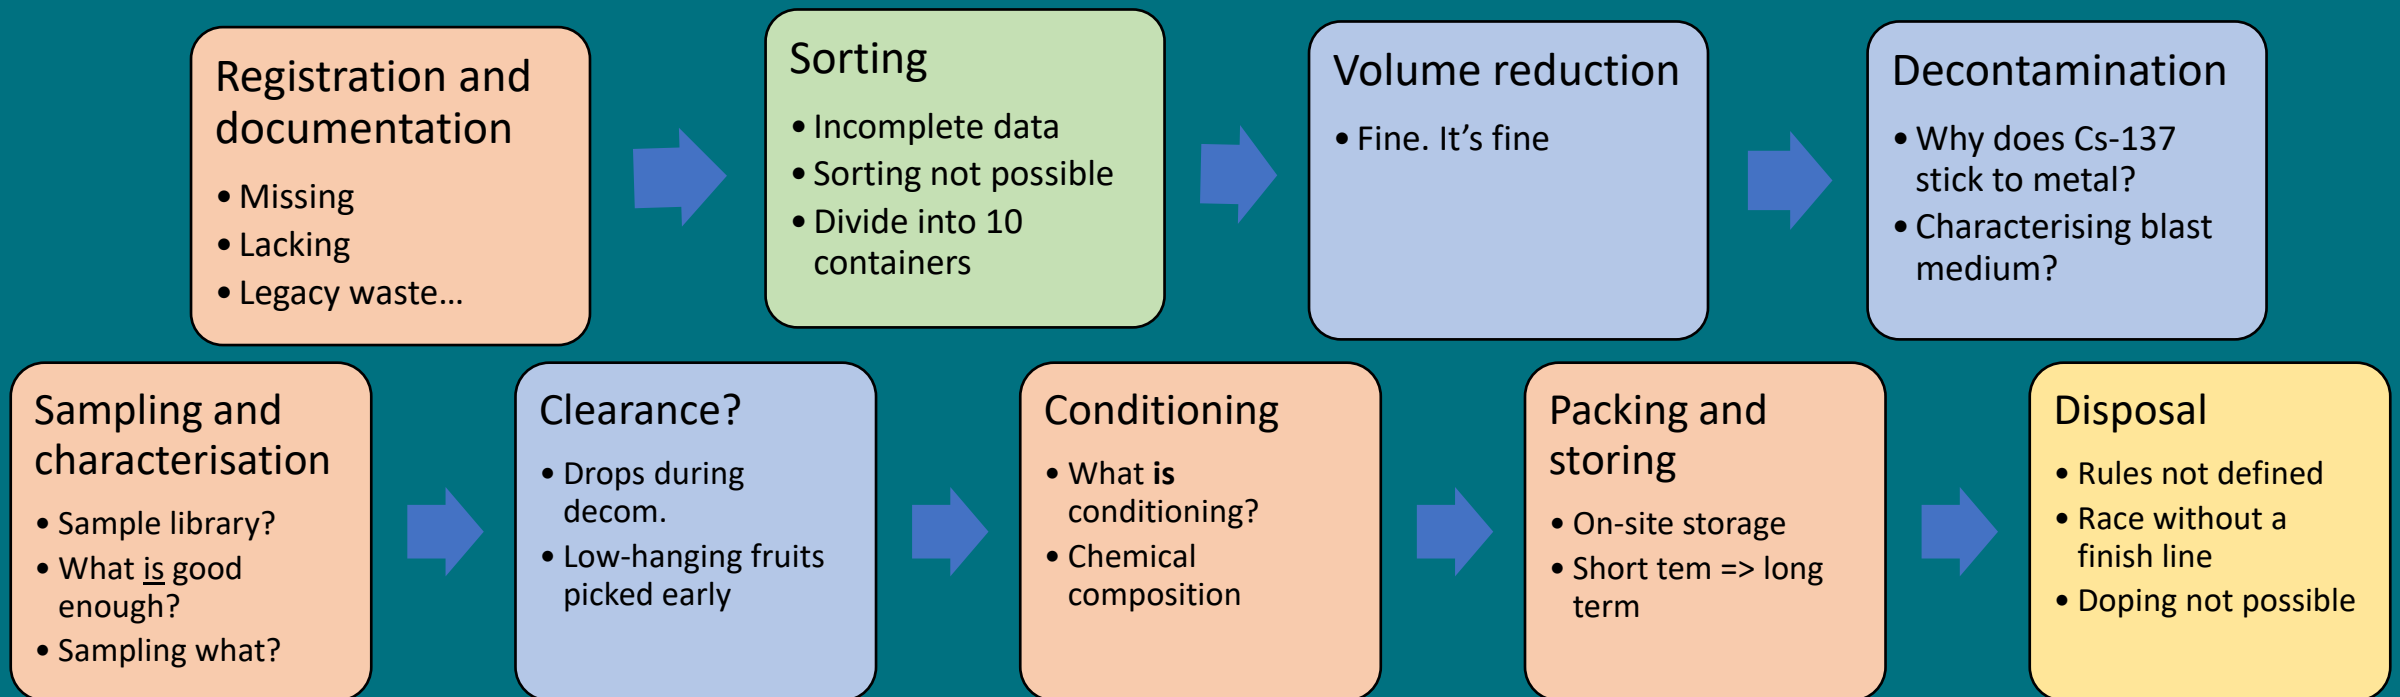 Registration and
documentation
• Missing
• Lacking
• Legacy waste…
Sorting
• Incomplete data
• Sorting not possible
• Divide into 10
containers
Volume reduction
• Fine. It’s fine
Decontamination
• Why does Cs-137
stick to metal?
• Characterising blast
medium?
Sampling and
characterisation
• Sample library?
• What is good
enough?
• Sampling what?
Clearance?
• Drops during
decom.
• Low-hanging fruits
picked early
Conditioning
• What is
conditioning?
• Chemical
composition
Packing and
storing
• On-site storage
• Short tem => long
term
Disposal
• Rules not defined
• Race without a
finish line
• Doping not possible